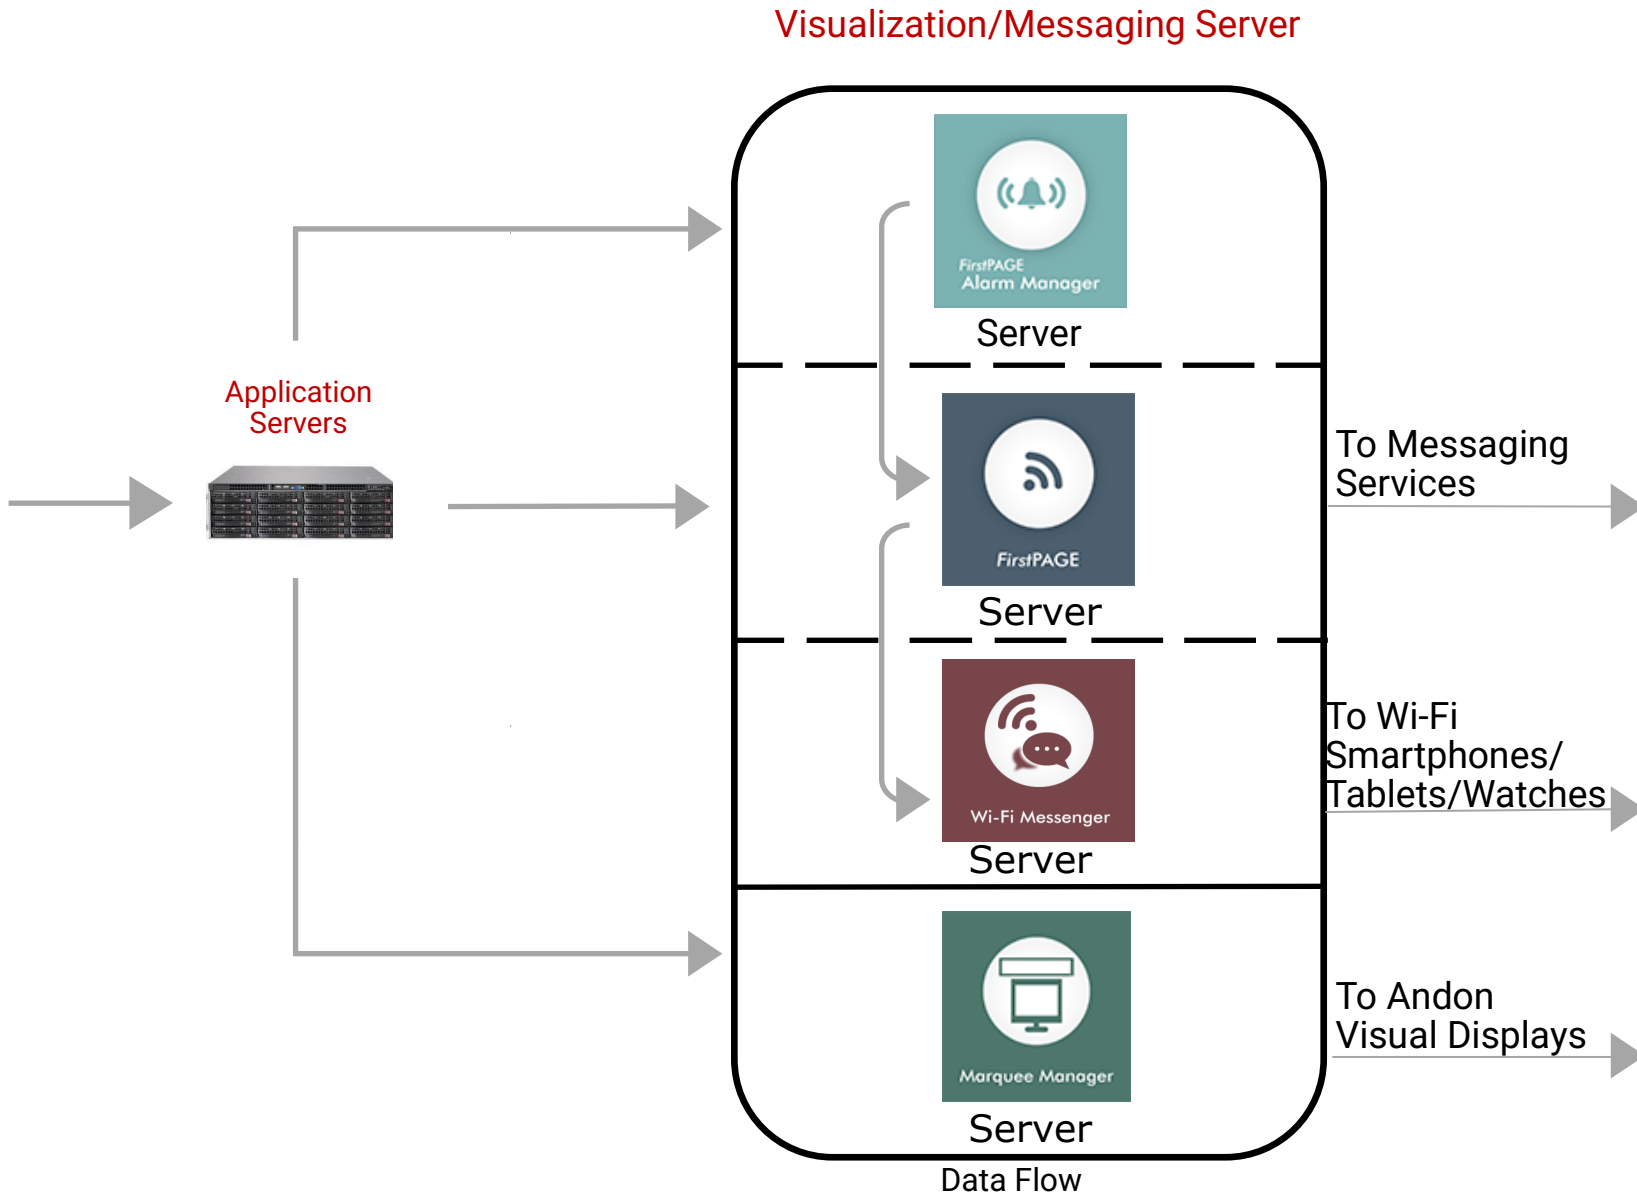 Visualization/Messaging Server
FirstPAGE
Alarm Manager
Server
Application
Servers
To Messaging
Services
FirstPAGE
Server
To Wi-Fi
Smartphones/
Tablets/Watches
Wi-Fi Messenger
Server
To Andon
Visual Displays
Marquee Manager
Server
Data Flow